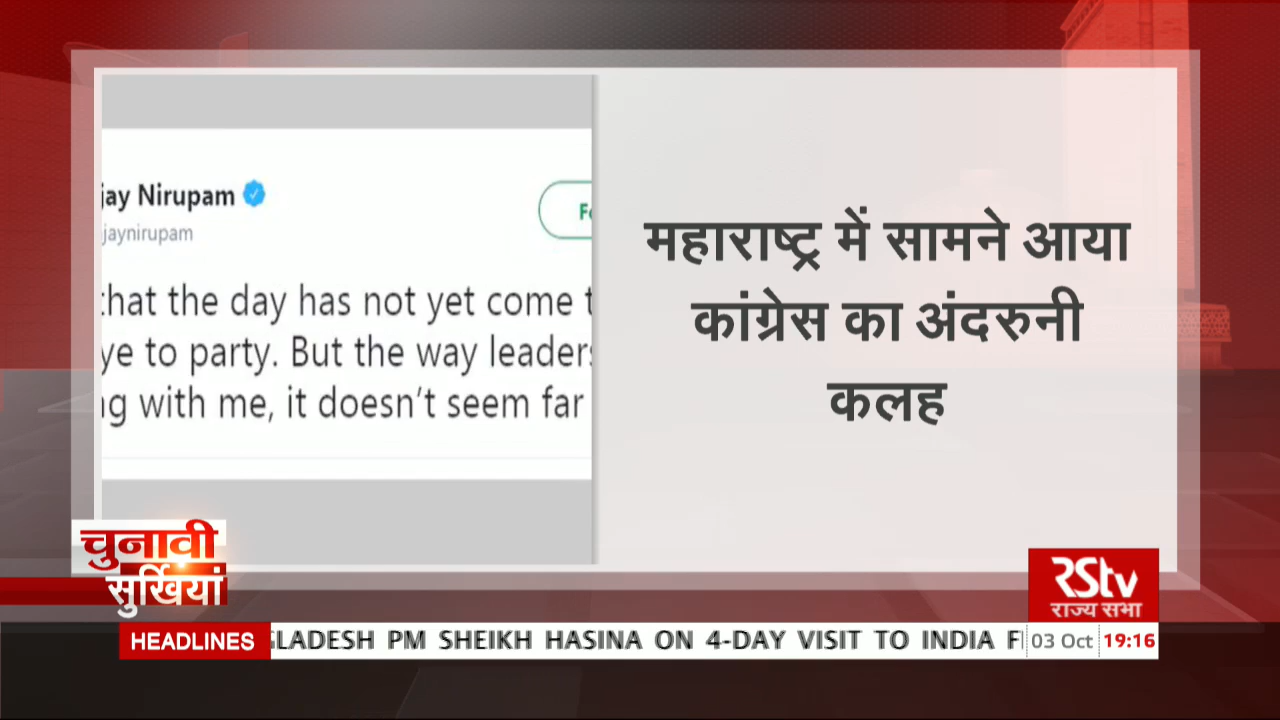 jay Nirupam
jaynirupam
that the day has not yet come
ye to party. But the way leaders
ng with me, it doesn't seem far
महाराष्ट्र में सामने आया
कांग्रेस का अंदरुनी
कलह
चुनावी
सुर्खियां
RStv
राज्य सभा
HEADLINES
GLADESH PM SHEIKH HASINA ON 4-DAY VISIT TO INDIA
03 Oct 19:16